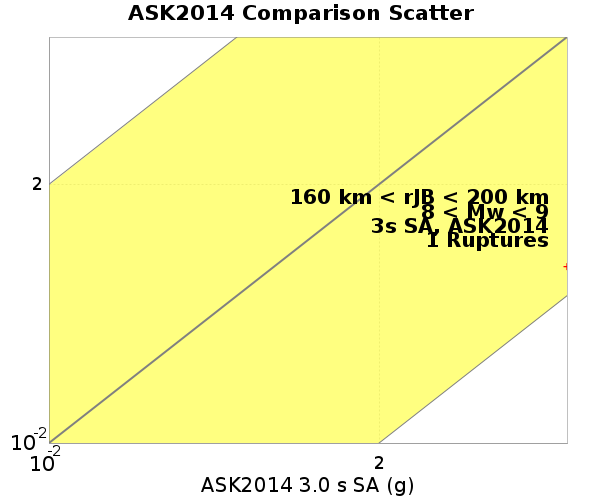 ASK2014 Comparison Scatter
2
160 km < rJB < 200 km
8 < Mw < 9
3s SA, ASK2014
1 Ruptures
10-2
10-2
2
ASK2014 3.0 s SA (g)